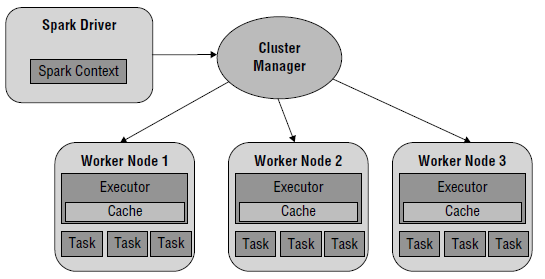 Spark Driver
Spark Context
Cluster
Manager
Worker Node 1
Executor
Cache
Task Task Task
Worker Node 2
Executor
Cache
Task Task Task
Worker Node 3
Executor
Cache
Task Task Task